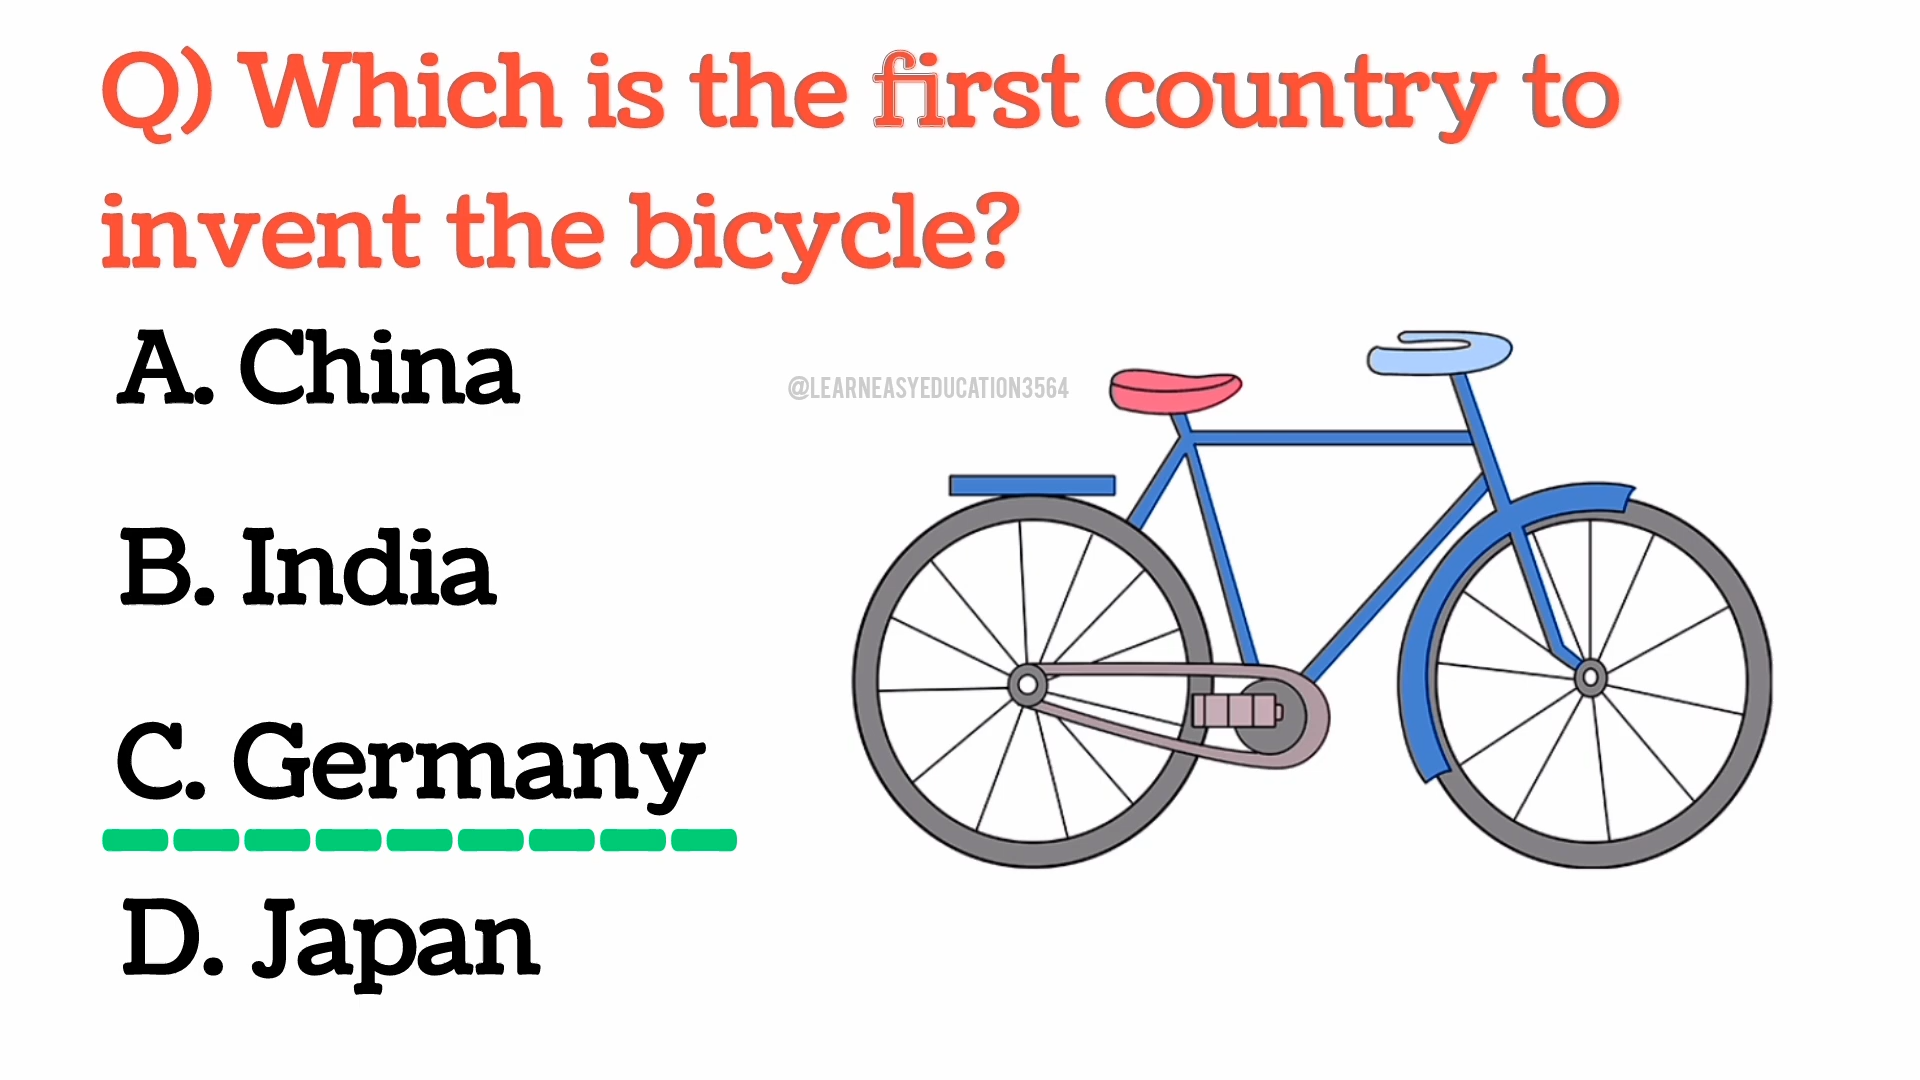 Q) Which is the first country to
invent the bicycle?
A. China
@LEARNEASYEDUCATION3564
B. India
C. Germany
D. Japan